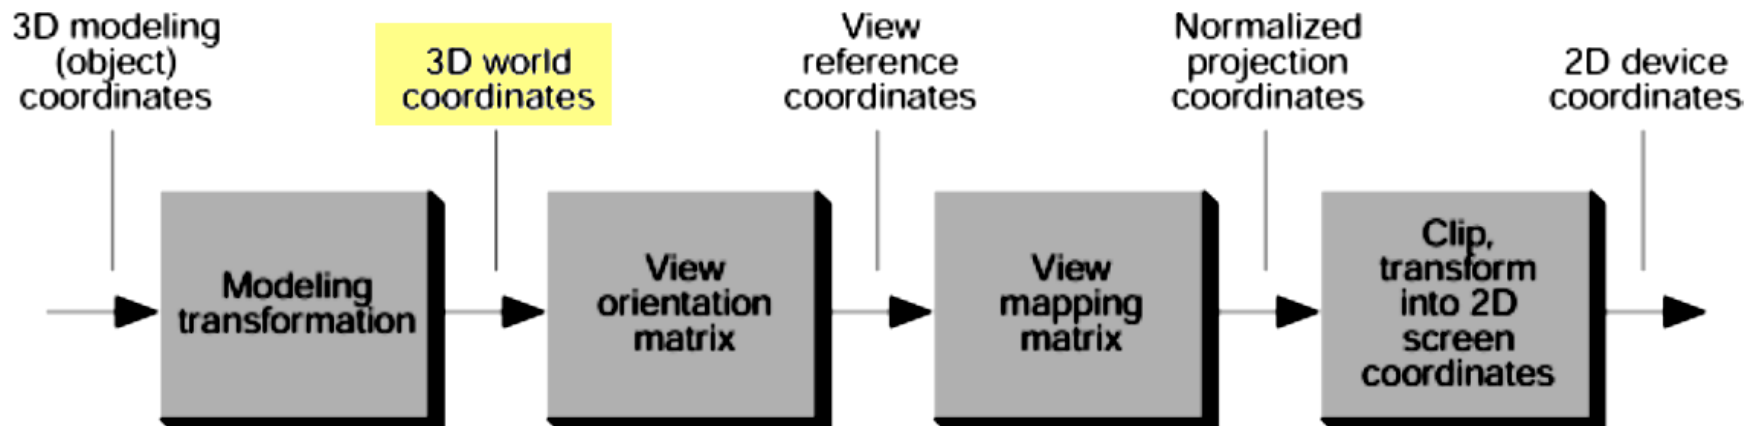 3D modeling
(object)
coordinates
3D world
coordinates
View
reference
coordinates
Normalized
projection
coordinates
2D device
coordinates
Modeling
transformation
View
orientation
matrix
View
mapping
matrix
Clip,
transform
into 2D
screen
coordinates